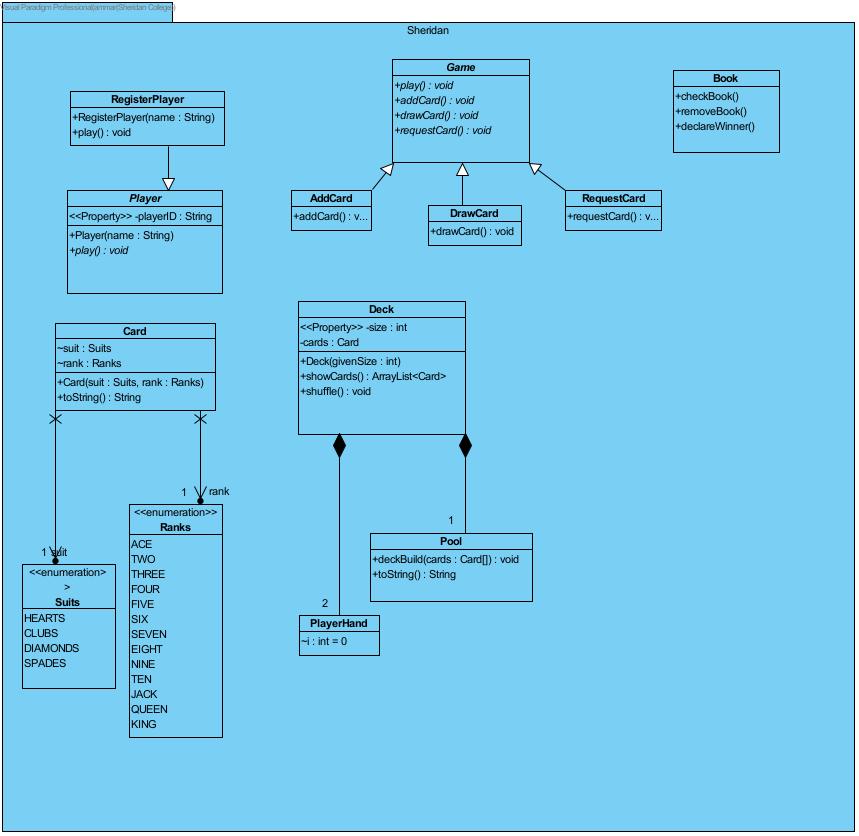 Visual Paradigm Professional(ammar(Sheridan College))
Sheridan
RegisterPlayer
+RegisterPlayer(name : String)
+play() : void
Player
<<Property>> -playerID : String
+Player(name : String)
+play() : void
Game
+play() : void
+addCard() : void
+drawCard() : void
+requestCard() : void
AddCard
+addCard() : v...
DrawCard
+drawCard() : void
RequestCard
+requestCard() : v...
Book
+checkBook()
+removeBook()
+declareWinner()
Card
~suit : Suits
~rank : Ranks
+Card(suit : Suits, rank : Ranks)
+toString() : String
1 suit
1 rank
<<enumeration>
>
Suits
HEARTS
CLUBS
DIAMONDS
SPADES
<<enumeration>>
Ranks
ACE
TWO
THREE
FOUR
FIVE
SIX
SEVEN
EIGHT
NINE
TEN
JACK
QUEEN
KING
Deck
<<Property>> -size : int
-cards : Card
+Deck(givenSize : int)
+showCards() : ArrayList<Card>
+shuffle() : void
1
Pool
+deckBuild(cards : Card[]) : void
+toString() : String
2
PlayerHand
~i : int = 0